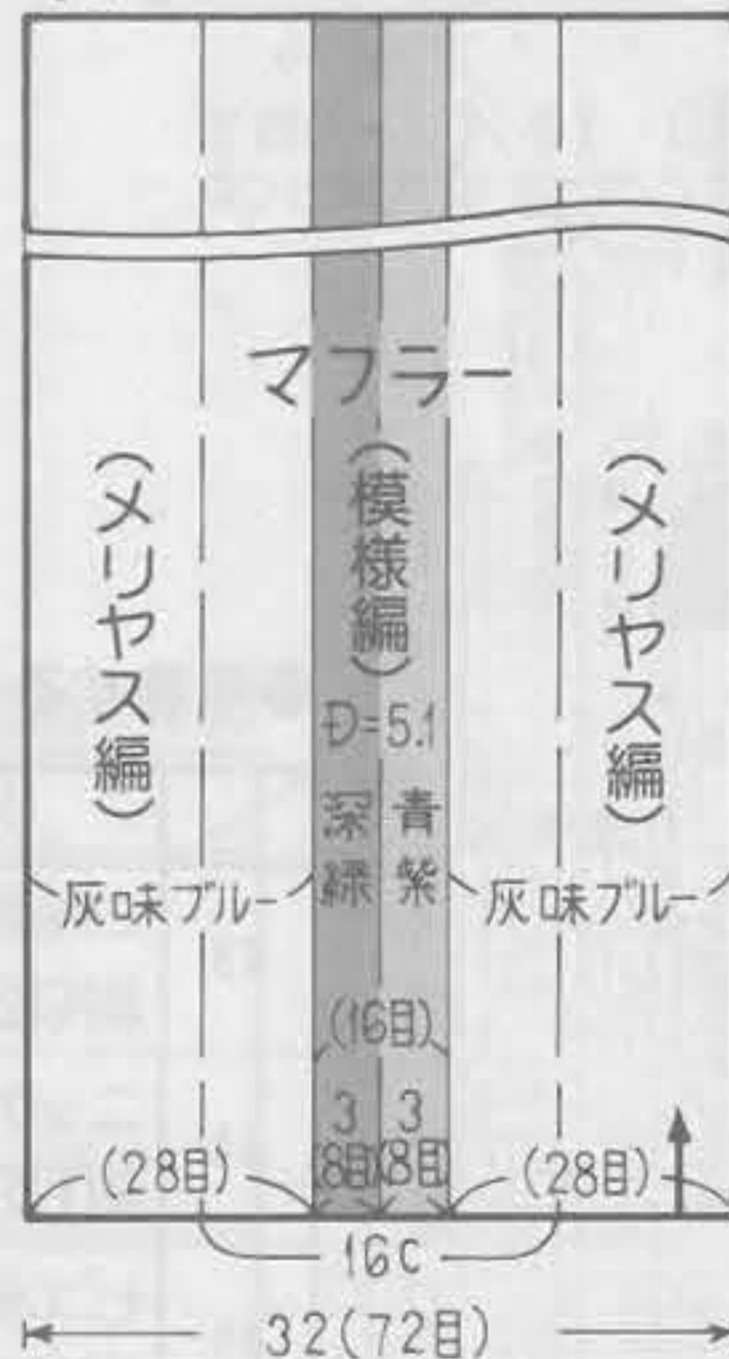 マフラー
(メリヤス編)
(模様編)
(メリヤス編)
D=5.1
深緑
青紫
灰味ブルー
灰味ブルー
(16目)
3
3
(28目)
(8目)
(8目)
(28目)
16C
32(72目)